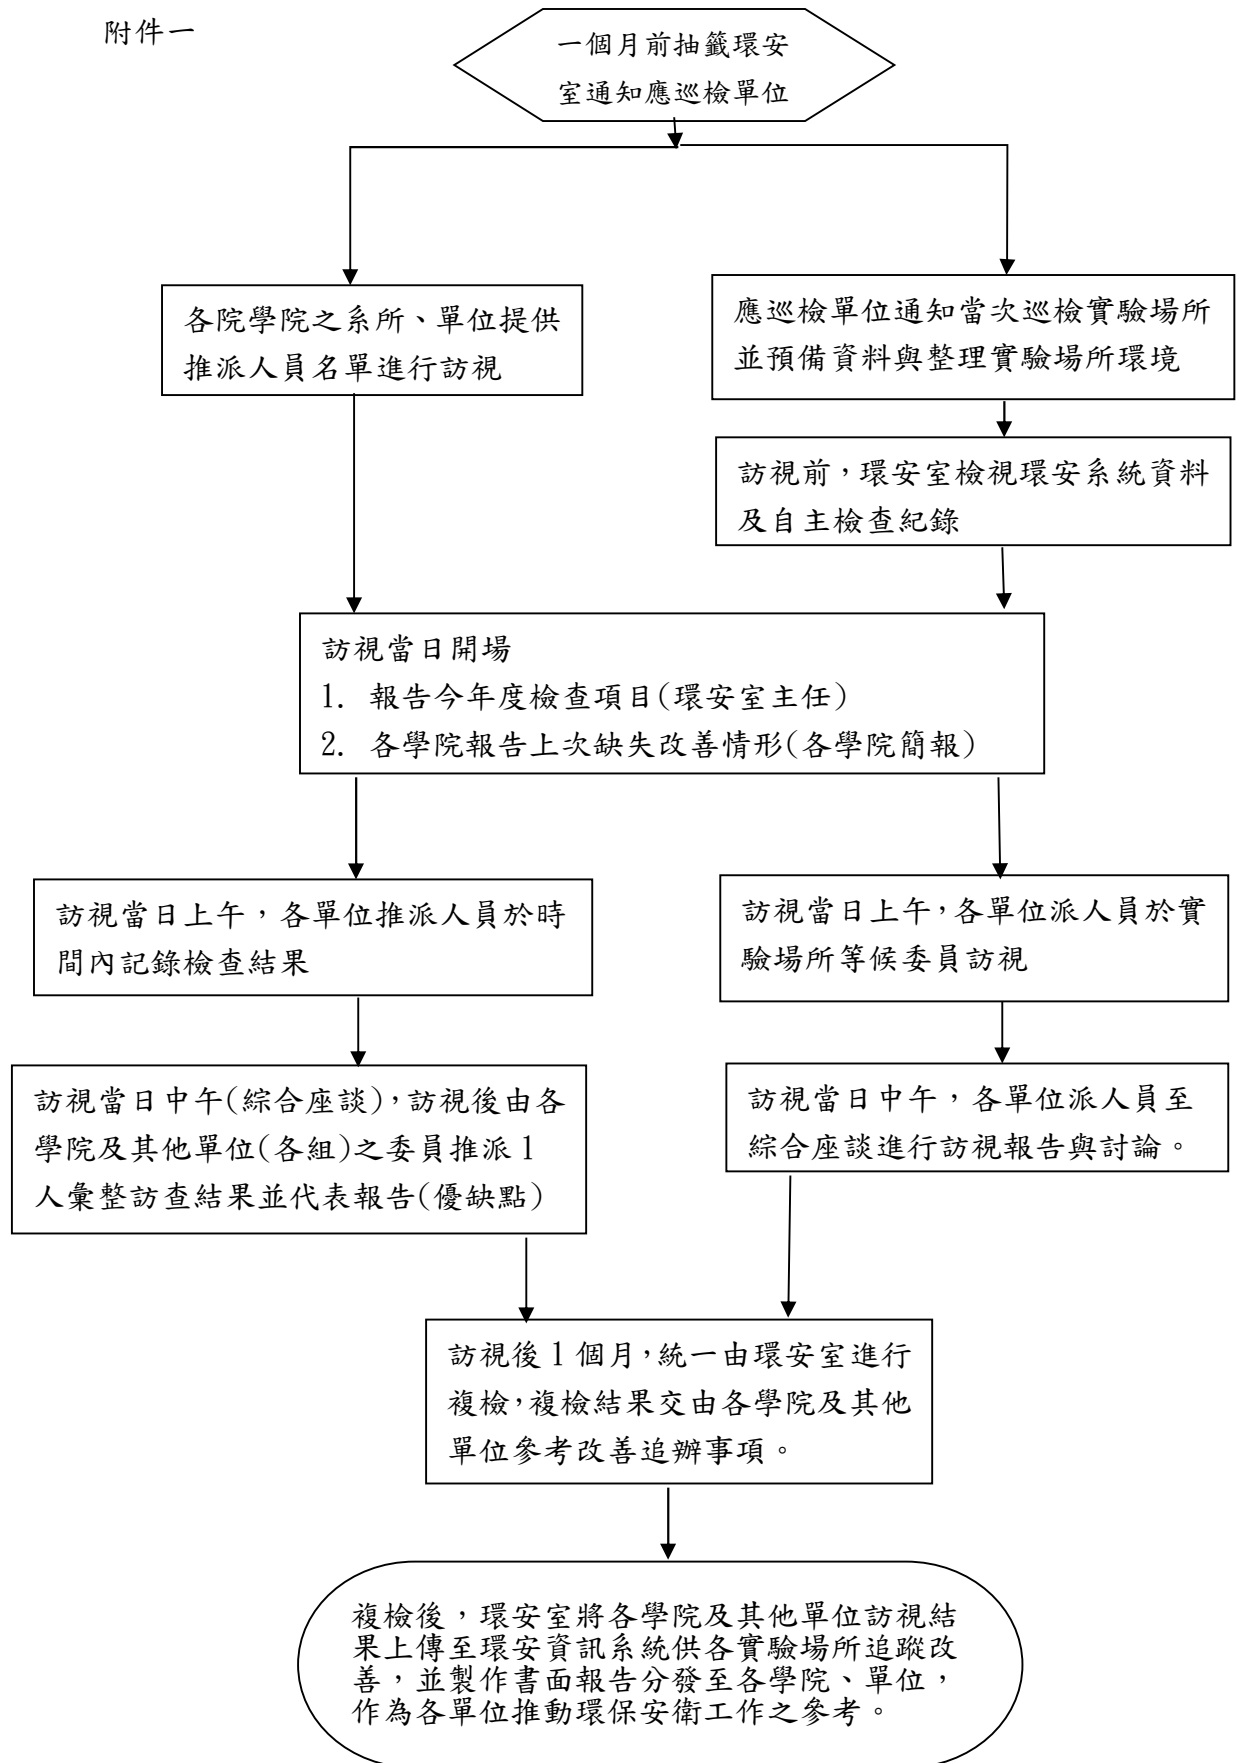 附件一
一個月前抽籤環安
室通知應巡檢單位
各院學院之系所、單位提供
推派人員名單進行訪視
應巡檢單位通知當次巡檢實驗場所
並預備資料與整理實驗場所環境
訪視前，環安室檢視環安系統資料
及自主檢查紀錄
訪視當日開場
1. 報告今年度檢查項目(環安室主任)
2. 各學院報告上次缺失改善情形(各學院簡報)
訪視當日上午，各單位推派人員於時
間內記錄檢查結果
訪視當日上午，各單位派人員於實
驗場所等候委員訪視
訪視當日中午(綜合座談)，訪視後由各
學院及其他單位(各組)之委員推派 1
人彙整訪查結果並代表報告(優缺點)
訪視當日中午，各單位派人員至
綜合座談進行訪視報告與討論。
訪視後 1 個月，統一由環安室進行
複檢，複檢結果交由各學院及其他
單位參考改善追辦事項。
複檢後，環安室將各學院及其他單位訪視結
果上傳至環安資訊系統供各實驗場所追蹤改
善，並製作書面報告分發至各學院、單位，
作為各單位推動環保安衛工作之參考。